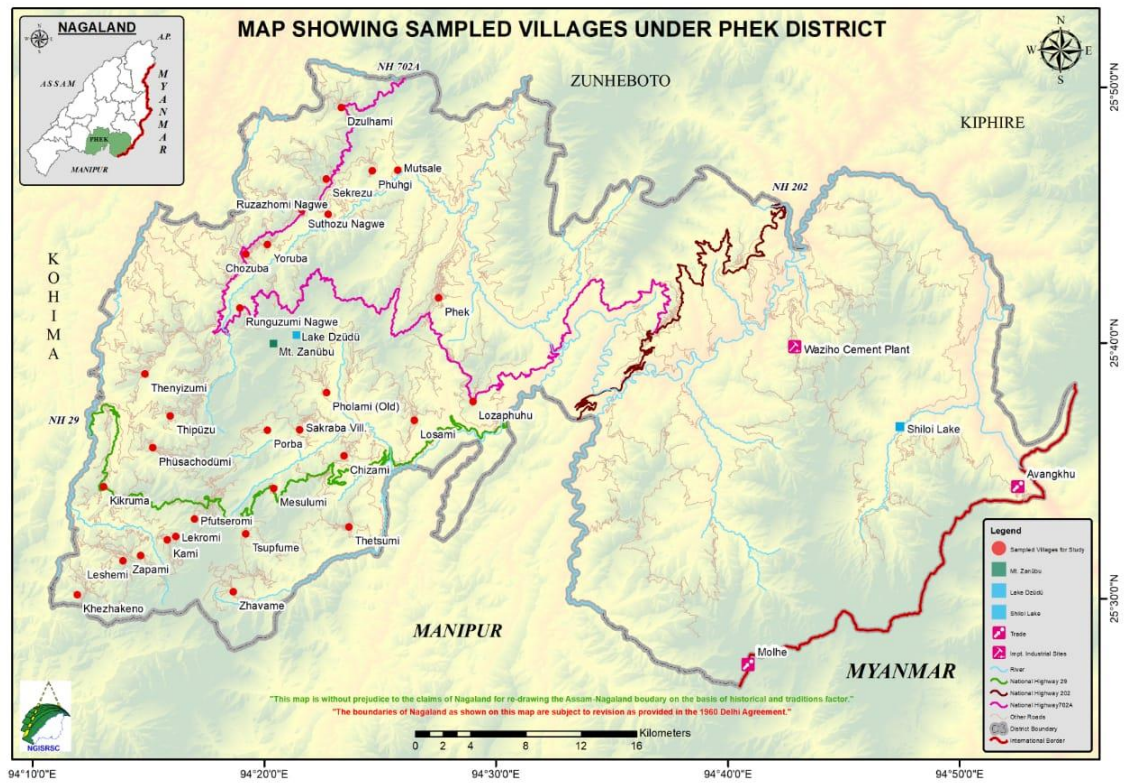 MAP SHOWING SAMPLED VILLAGES UNDER PHEK DISTRICT
NAGALAND
N
W
E
S
A.P.
ASSAM
MYANMAR
PHEK
MANIPUR
N
W
E
S
NH 702A
ZUNHEBOTO
KIPHIRE
25°50'0"N
Dzulhami
Mutsale
Phuhgi
Sekrezu
NH 202
Ruzazhomi Nagwe
Suthozu Nagwe
Yoruba
Chozuba
KOHIMA
Phek
Runguzumi Nagwe
Lake Dzüdü
Mt. Zanübu
Waziho Cement Plant
25°40'0"N
Thenyizumi
Pholami (Old)
Lozaphuhu
NH 29
Thipüzu
Porba
Sakraba Vill.
Losami
Shiloi Lake
Phüsachodümi
Chizami
Avangkhu
Kikruma
Mesulumi
Pfutseromi
Lekromi
Kami
Tsupfume
Thetsumi
Leshemi
Zapami
Khezhakeno
Zhavame
25°30'0"N
MANIPUR
Molhe
MYANMAR
Legend
Sampled Villages for Study
Mt. Zanübu
Lake Dzüdü
Shiloi Lake
Trade
Impt. Industrial Sites
River
National Highway 29
National Highway 202
National Highway702A
Other Roads
District Boundary
International Border
"This map is without prejudice to the claims of Nagaland for re-drawing the Assam-Nagaland boudary on the basis of historical and traditions factor."
"The boundaries of Nagaland as shown on this map are subject to revision as provided in the 1960 Delhi Agreement."
NGISRSC
Kilometers
0 2 4 8 12 16
94°10'0"E
94°20'0"E
94°30'0"E
94°40'0"E
94°50'0"E